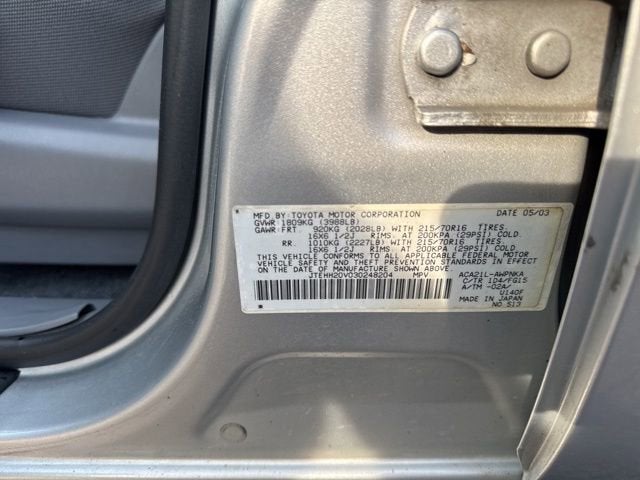 MFD BY TOYOTA MOTOR CORPORATION DATE 05/03
GVWR 1809KG (3988LB)
GAWR FRT. 920KG (2028LB) WITH 215/70R16 TIRES.
16X6 1/2J RIMS. AT 200KPA (29PSI) COLD.
RR. 1010KG (2227LB) WITH 215/70R16 TIRES.
16X6 1/2J RIMS. AT 200KPA (29PSI) COLD.
THIS VEHICLE CONFORMS TO ALL APPLICABLE FEDERAL MOTOR
VEHICLE SAFETY STANDARDS IN EFFECT ON THE
DATE OF MANUFACTURE SHOWN ABOVE.
JTEHH20V030248204 MPV
ACA21L-AWPNKA
C/TR 1D4/FG15
A/TM -02A/
U140F
MADE IN JAPAN
NO 513